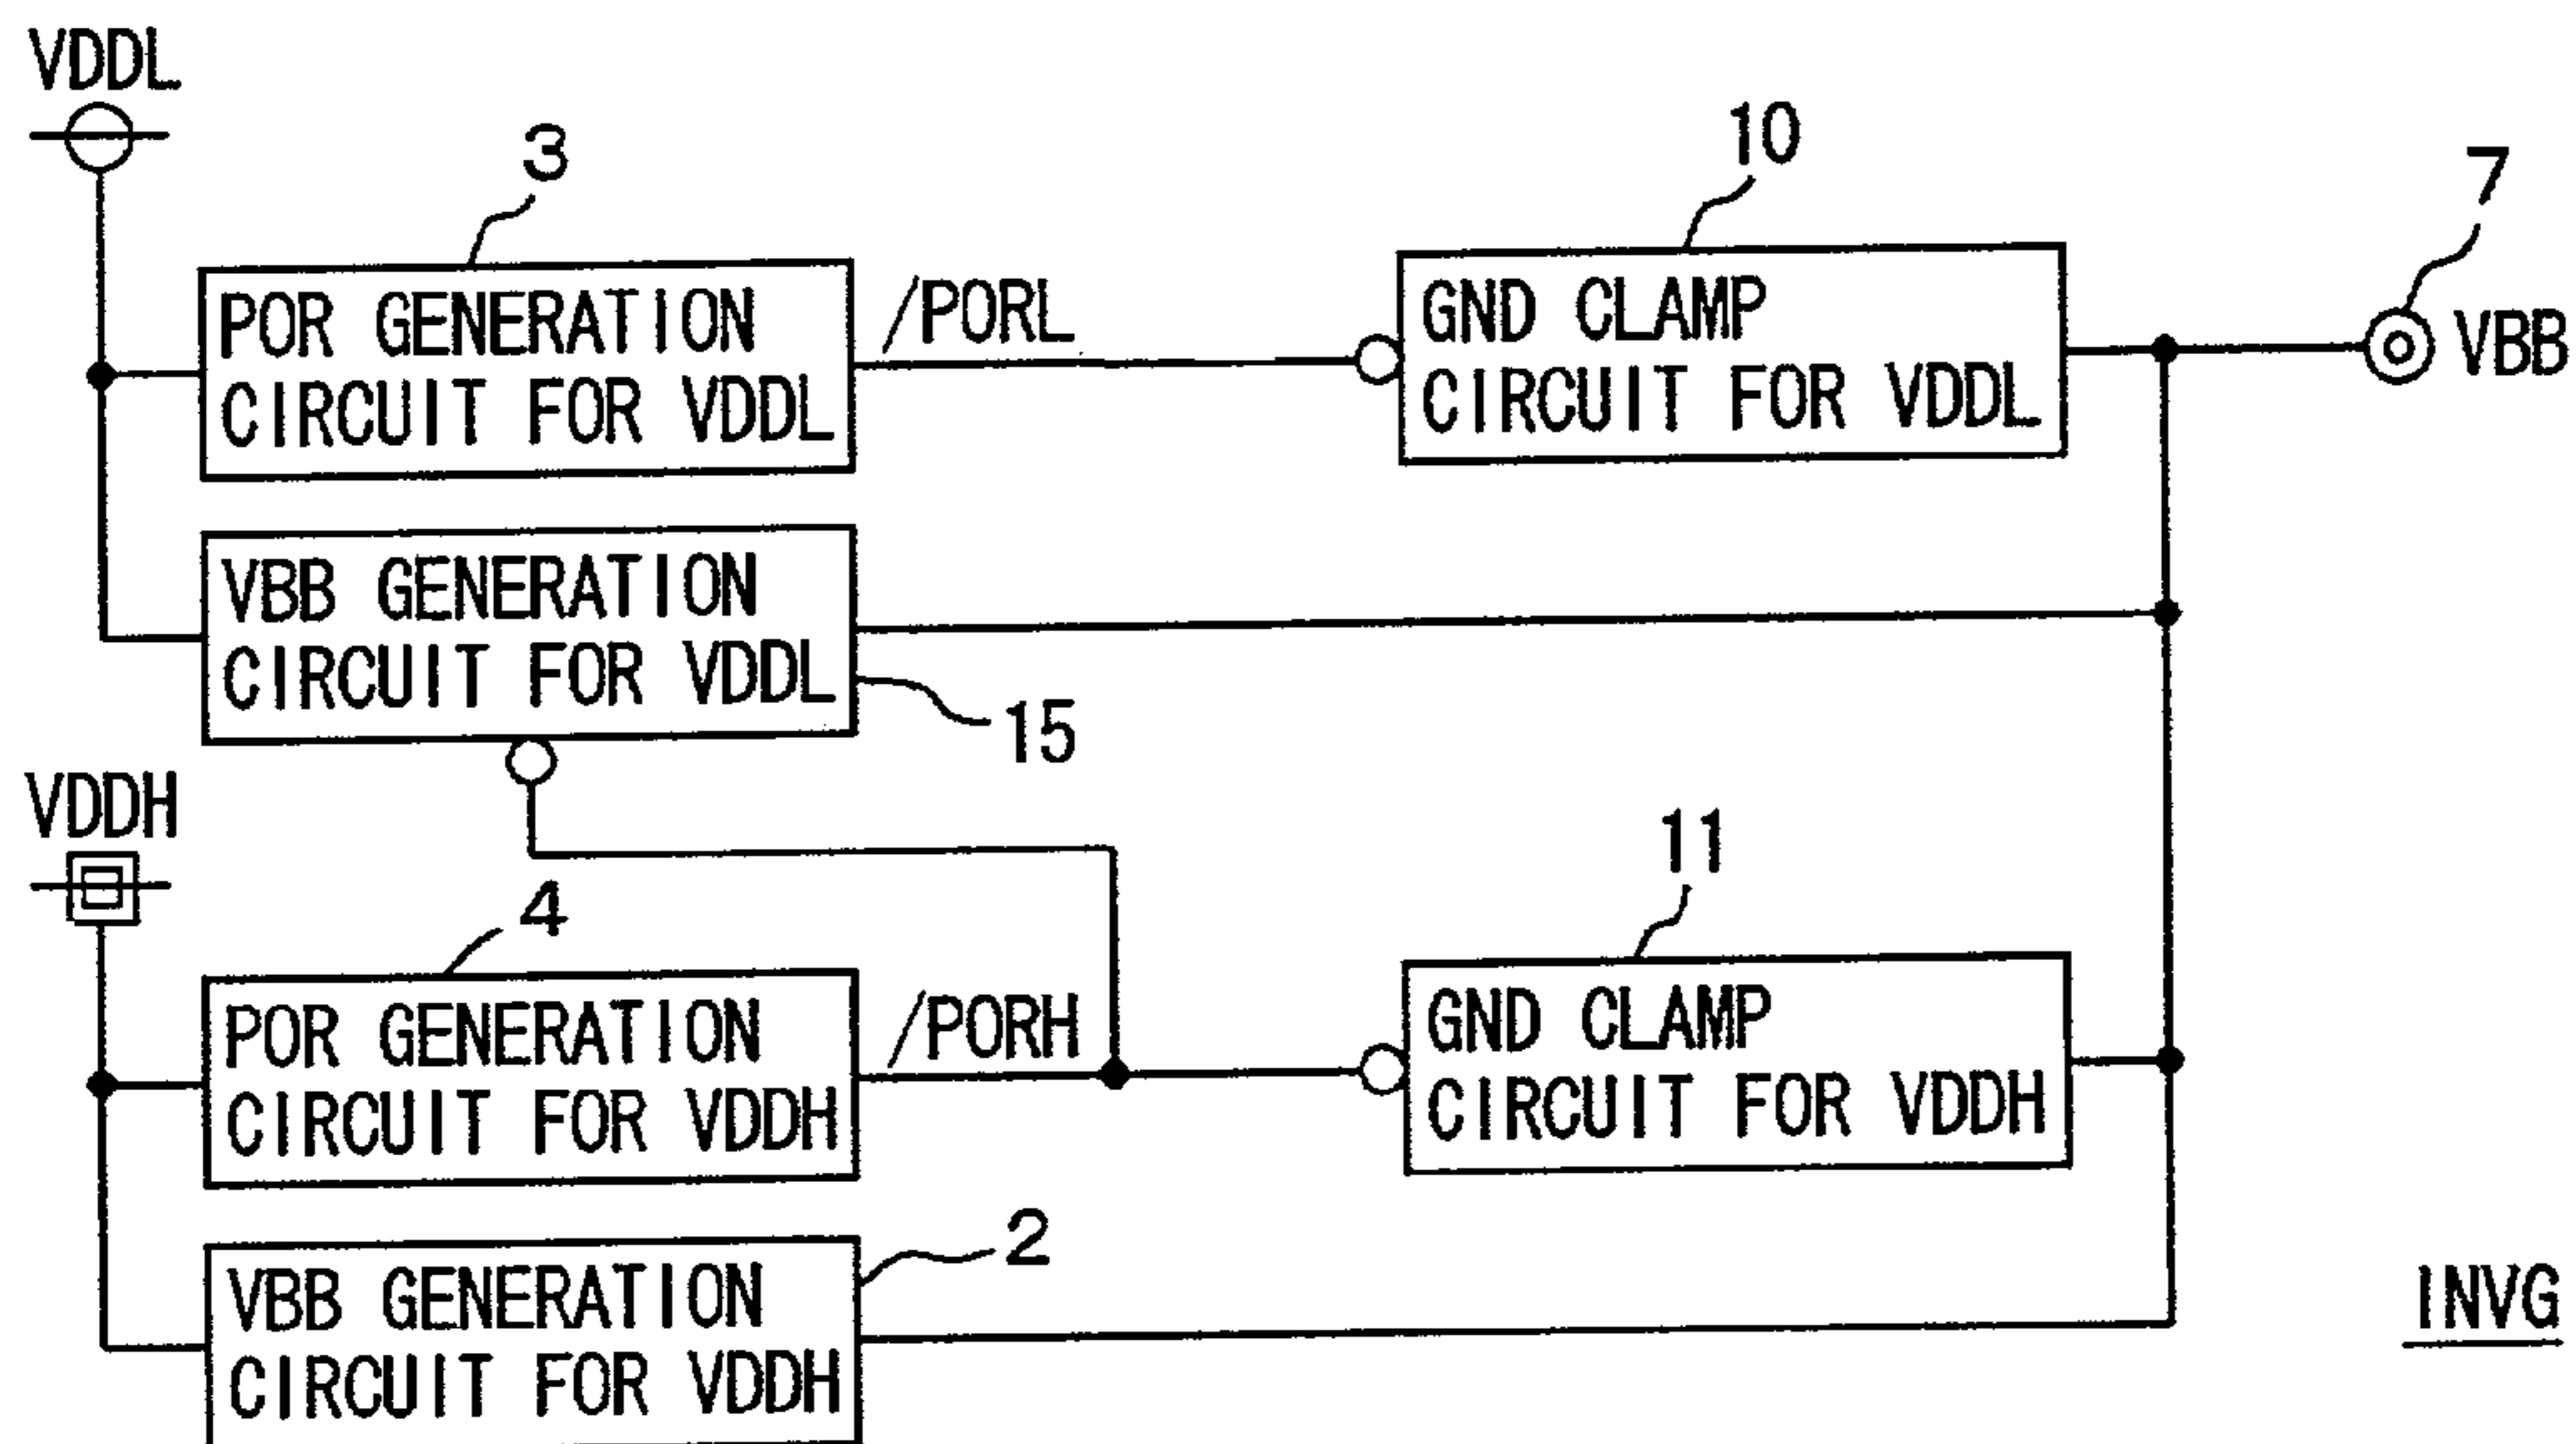 VDDL
3
10
7
POR GENERATION
CIRCUIT FOR VDDL
/PORL
GND CLAMP
CIRCUIT FOR VDDL
VBB
VBB GENERATION
CIRCUIT FOR VDDL
15
VDDH
4
11
POR GENERATION
CIRCUIT FOR VDDH
/PORH
GND CLAMP
CIRCUIT FOR VDDH
2
VBB GENERATION
CIRCUIT FOR VDDH
INVG